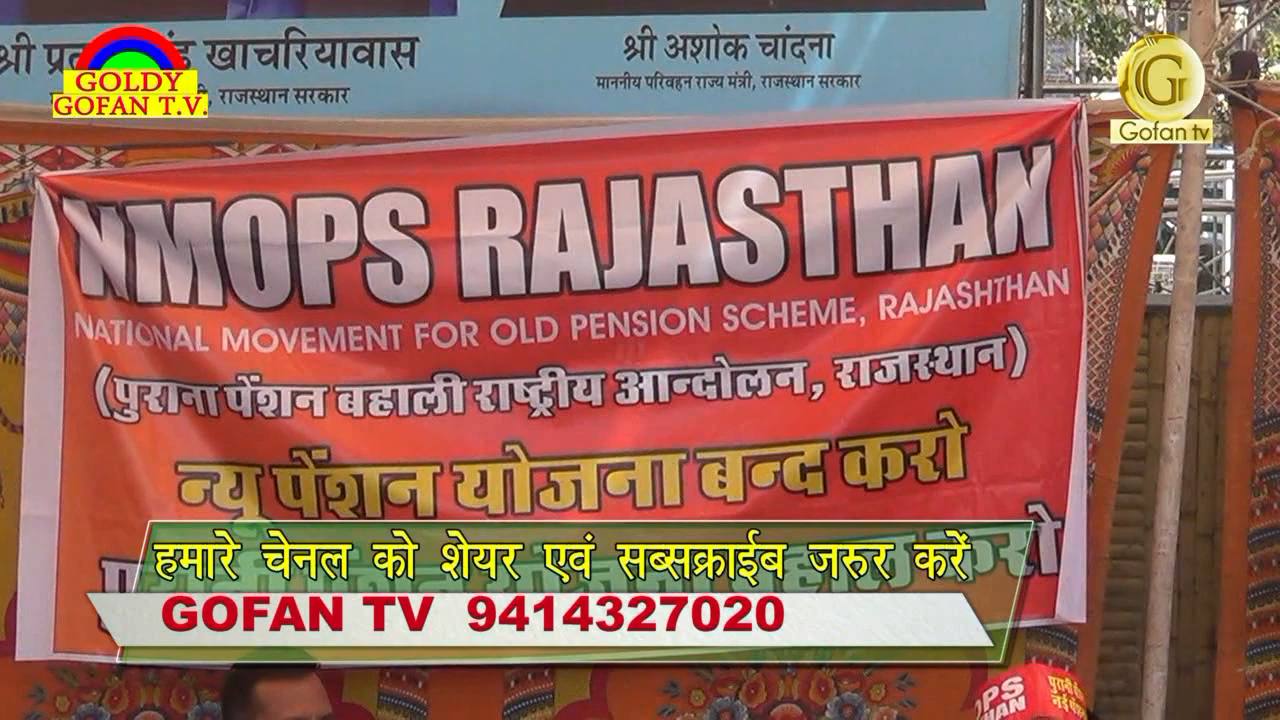 श्री खाचरियावास
राजस्थान सरकार
श्री अशोक चांदना
माननीय परिवहन राज्य मंत्री, राजस्थान सरकार
GOLDY
GOFAN T.V.
G
Gofan tv
NMOPS RAJASTHAN
NATIONAL MOVEMENT FOR OLD PENSION SCHEME, RAJASHTHAN
(पुराना पेंशन बहाली राष्ट्रीय आन्दोलन, राजस्थान)
न्यू पेंशन योजना बन्द करो
करो
हमारे चेनल को शेयर एवं सब्सक्राईब जरुर करें
GOFAN TV 9414327020